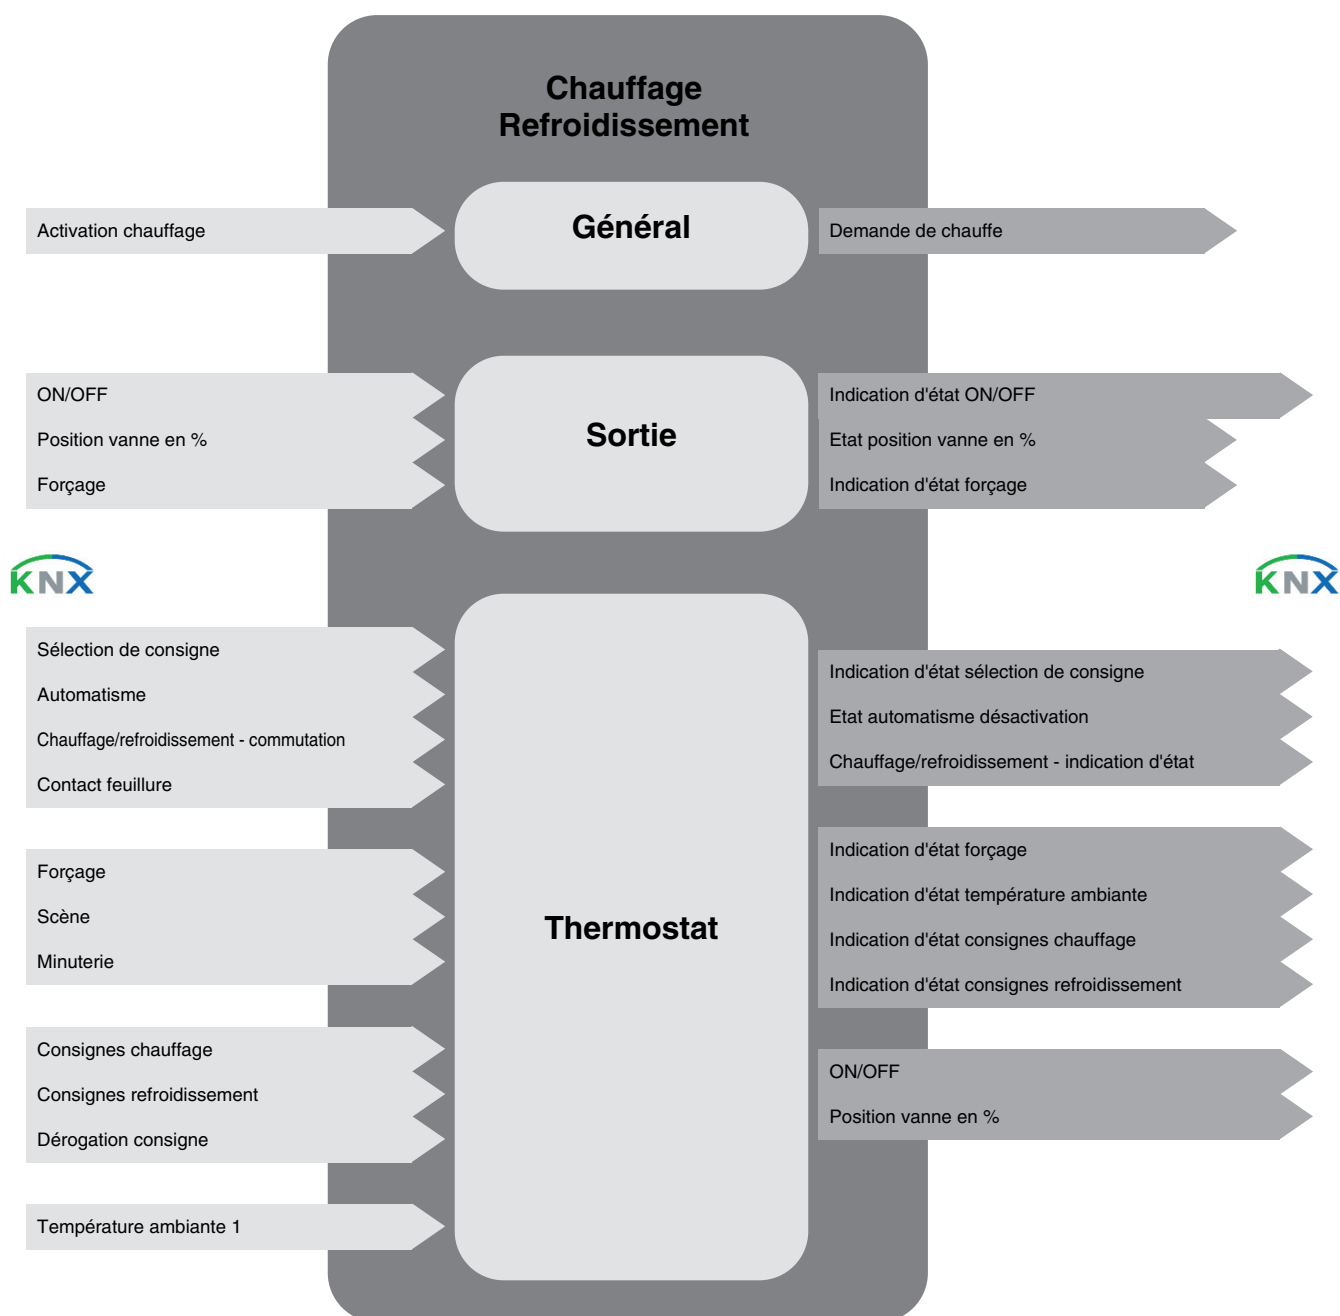 Chauffage
Refroidissement
Général
Activation chauffage
Demande de chauffe
Sortie
ON/OFF
Position vanne en %
Forçage
Indication d'état ON/OFF
Etat position vanne en %
Indication d'état forçage
KNX
KNX
Thermostat
Sélection de consigne
Automatisme
Chauffage/refroidissement - commutation
Contact feuillure
Forçage
Scène
Minuterie
Consignes chauffage
Consignes refroidissement
Dérogation consigne
Température ambiante 1
Indication d'état sélection de consigne
Etat automatisme désactivation
Chauffage/refroidissement - indication d'état
Indication d'état forçage
Indication d'état température ambiante
Indication d'état consignes chauffage
Indication d'état consignes refroidissement
ON/OFF
Position vanne en %